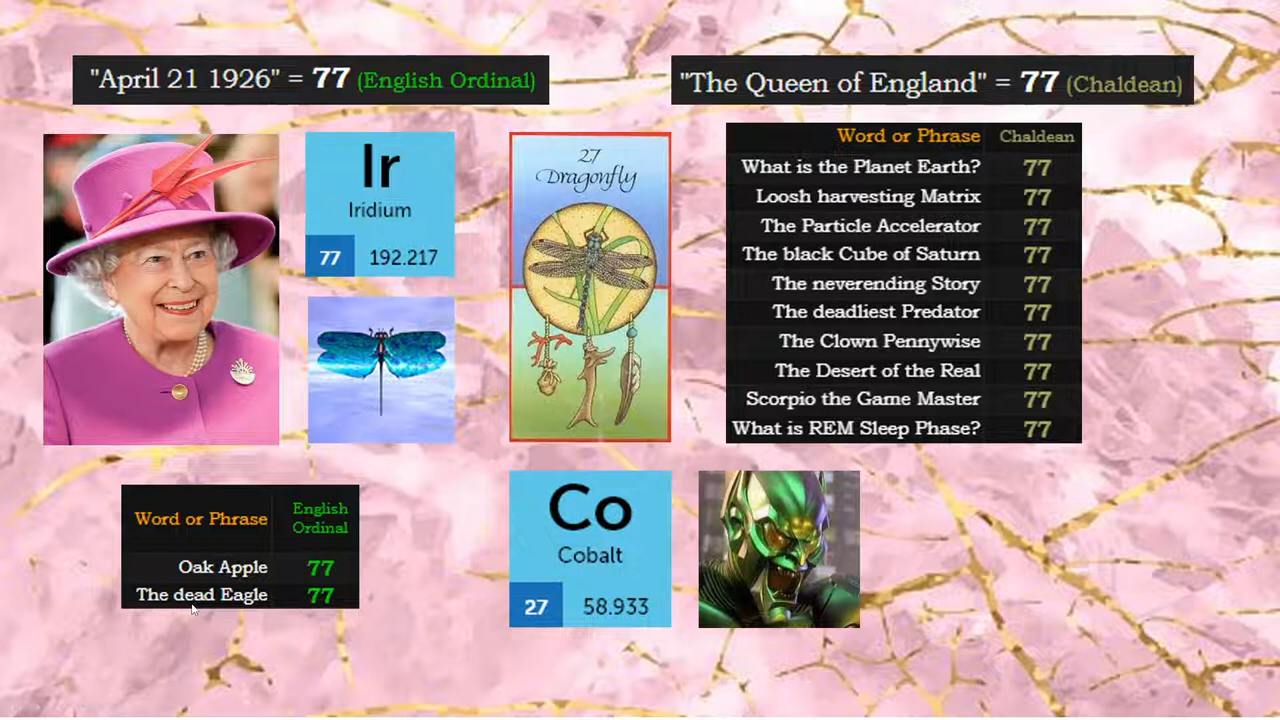 "April 21 1926" = 77 (English Ordinal)
"The Queen of England" = 77 (Chaldean)
Ir
Iridium
77 192.217
27
Dragonfly
Word or Phrase Chaldean
What is the Planet Earth? 77
Loosh harvesting Matrix 77
The Particle Accelerator 77
The black Cube of Saturn 77
The neverending Story 77
The deadliest Predator 77
The Clown Pennywise 77
The Desert of the Real 77
Scorpio the Game Master 77
What is REM Sleep Phase? 77
Word or Phrase English Ordinal
Oak Apple 77
The dead Eagle 77
Co
Cobalt
27 58.933